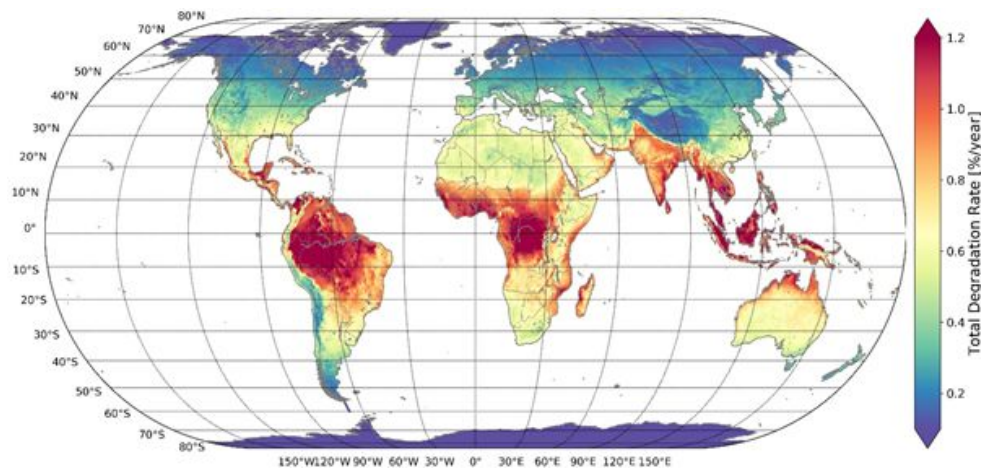 80°N
70°N
60°N
50°N
40°N
30°N
20°N
10°N
0°
10°S
20°S
30°S
40°S
50°S
60°S
70°S
80°S
150°W120°W 90°W 60°W 30°W 0° 30°E 60°E 90°E 120°E 150°E
1.2
1.0
0.8
0.6
0.4
0.2
Total Degradation Rate [%/year]